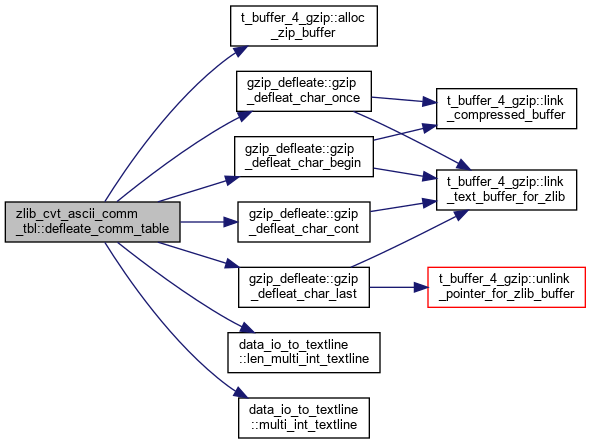 zlib_cvt_ascii_comm
_tbl::defleate_comm_table
t_buffer_4_gzip::alloc
_zip_buffer
gzip_defleate::gzip
_defleat_char_once
gzip_defleate::gzip
_defleat_char_begin
gzip_defleate::gzip
_defleat_char_cont
gzip_defleate::gzip
_defleat_char_last
data_io_to_textline
::len_multi_int_textline
data_io_to_textline
::multi_int_textline
t_buffer_4_gzip::link
_compressed_buffer
t_buffer_4_gzip::link
_text_buffer_for_zlib
t_buffer_4_gzip::unlink
_pointer_for_zlib_buffer